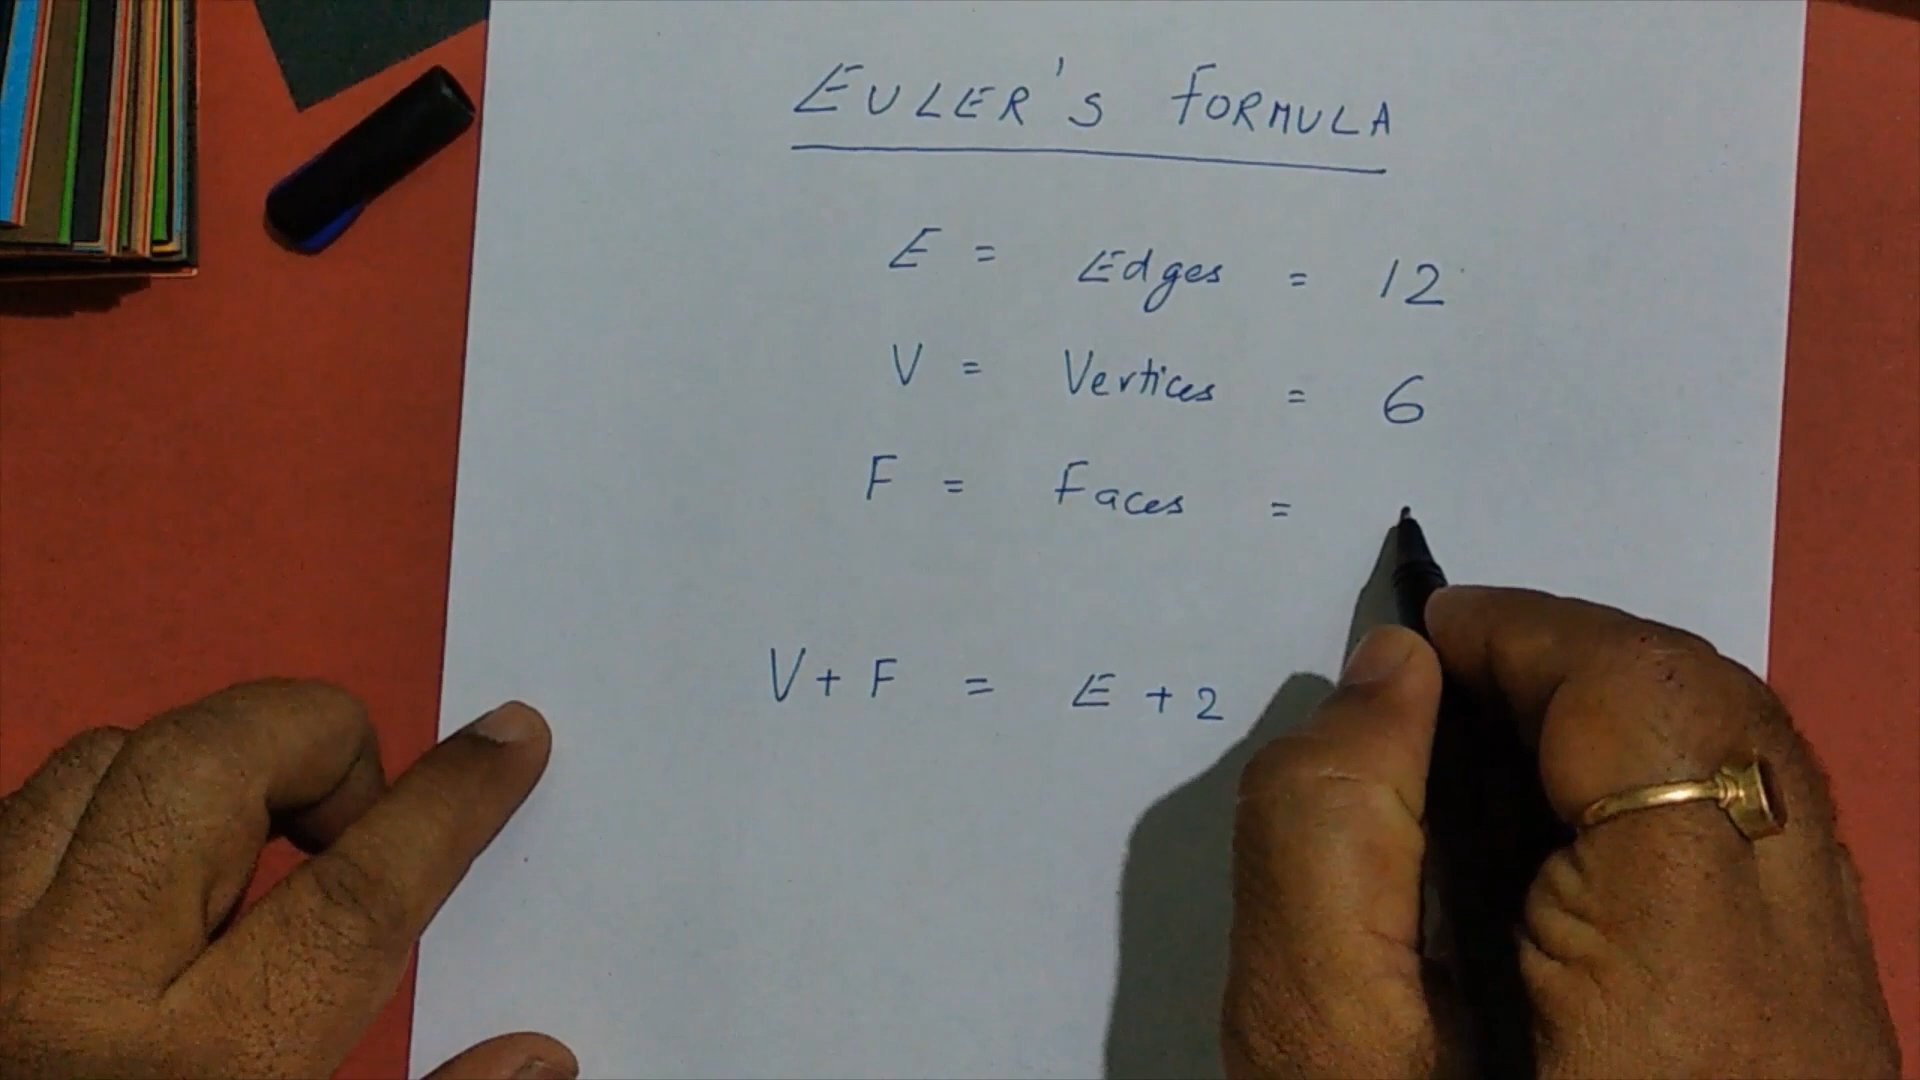 EULER'S FORMULA
E = Edges = 12
V = Vertices = 6
F = Faces =
V + F = E + 2